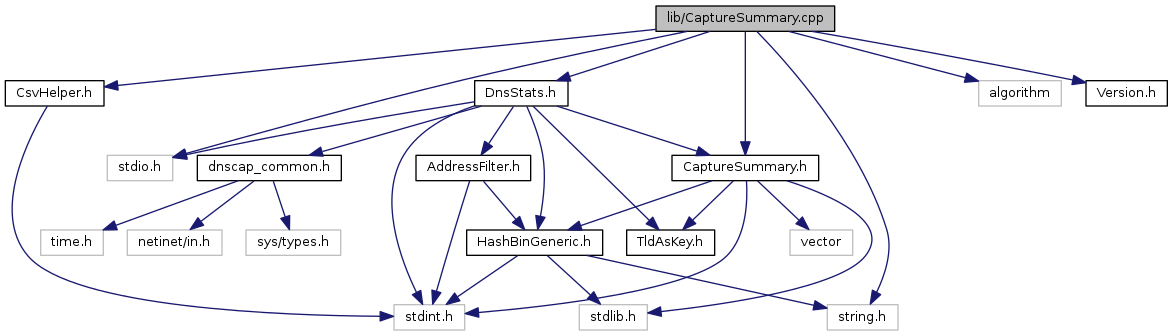 lib/CaptureSummary.cpp
CsvHelper.h
DnsStats.h
algorithm
Version.h
stdio.h
dnscap_common.h
AddressFilter.h
CaptureSummary.h
time.h
netinet/in.h
sys/types.h
HashBinGeneric.h
TldAsKey.h
vector
stdint.h
stdlib.h
string.h